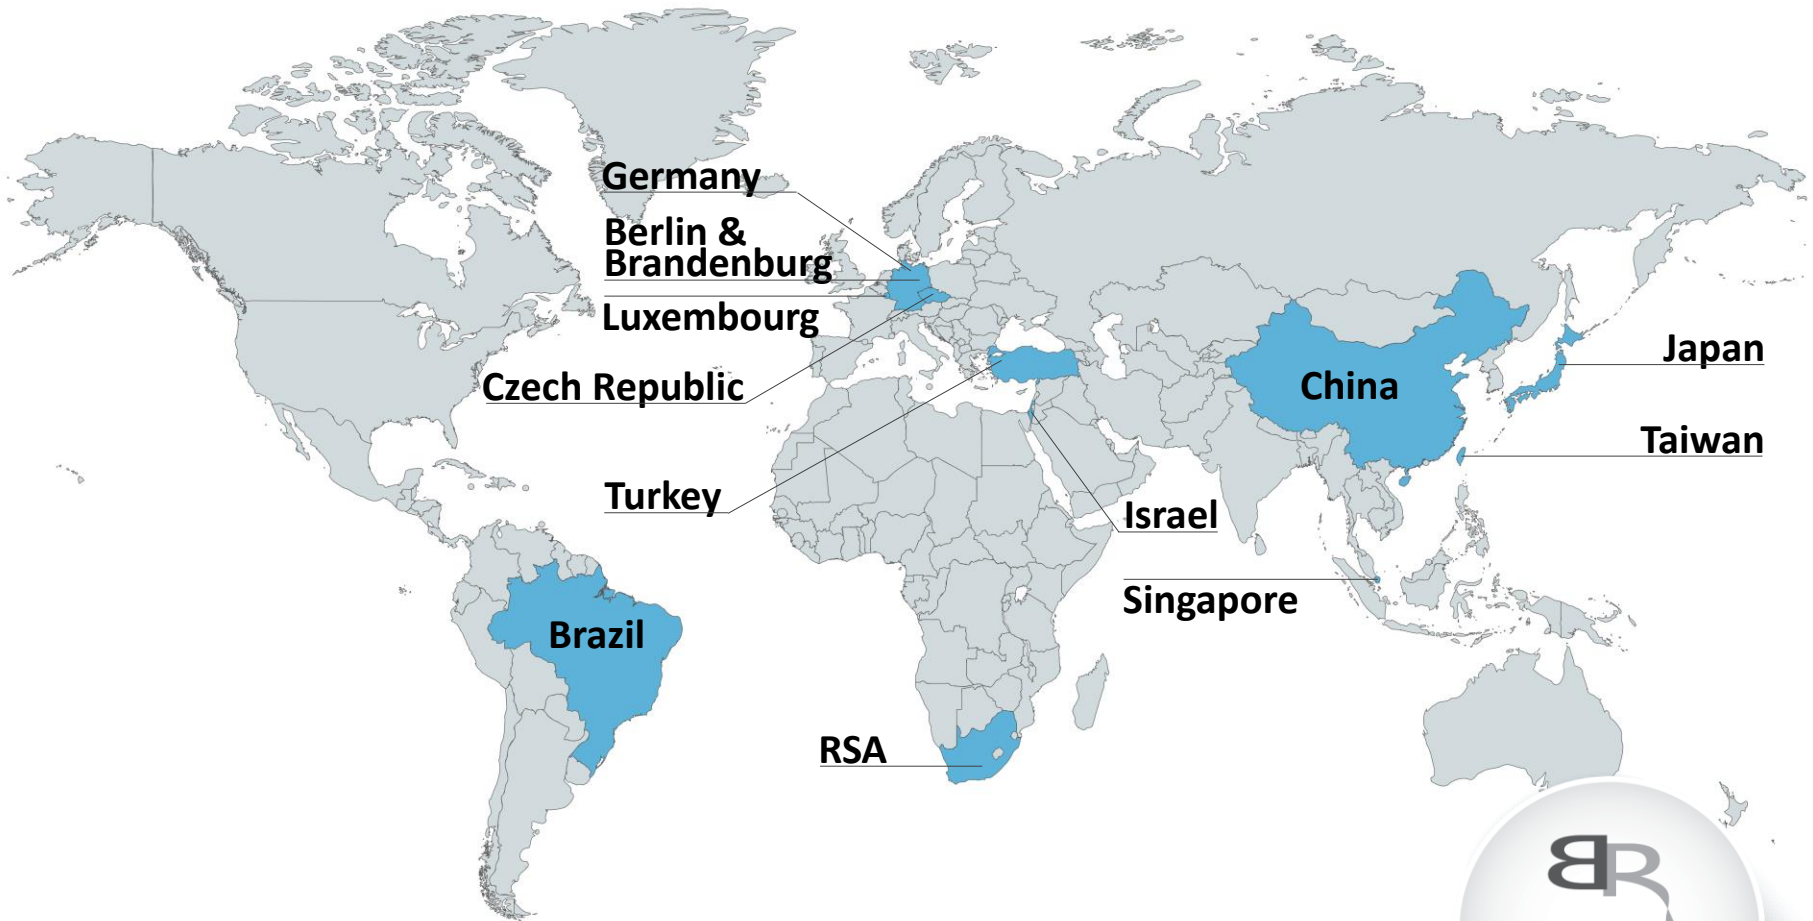 Germany
Berlin &
Brandenburg
Luxembourg
Czech Republic
Turkey
Brazil
RSA
Israel
Singapore
China
Japan
Taiwan
BR